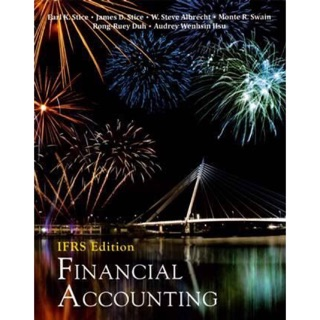 Earl K. Stice • James D. Stice • W. Steve Albrecht • Monte R. Swain
Rong-Ruey Duh • Audrey Wenhsin Hsu
IFRS Edition
FINANCIAL
ACCOUNTING